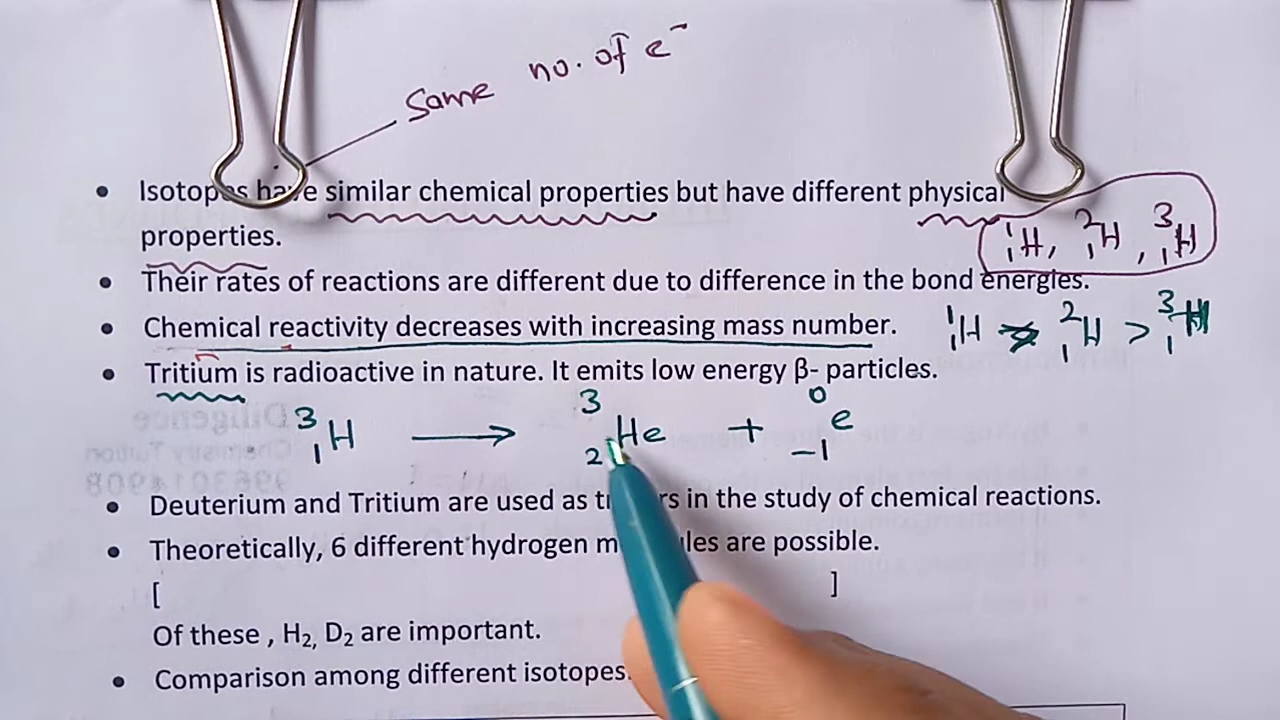 Same no. of e⁻
• Isotopes have similar chemical properties but have different physical
properties.
¹₁H, ²₁H, ³₁H
• Their rates of reactions are different due to difference in the bond energies.
• Chemical reactivity decreases with increasing mass number.
¹₁H > ²₁H > ³₁H
• Tritium is radioactive in nature. It emits low energy β- particles.
³₁H → ³₂He + ⁰₋₁e
• Deuterium and Tritium are used as in the study of chemical reactions.
• Theoretically, 6 different hydrogen are possible.
[ ]
Of these , H₂, D₂ are important.
• Comparison among different isotopes.